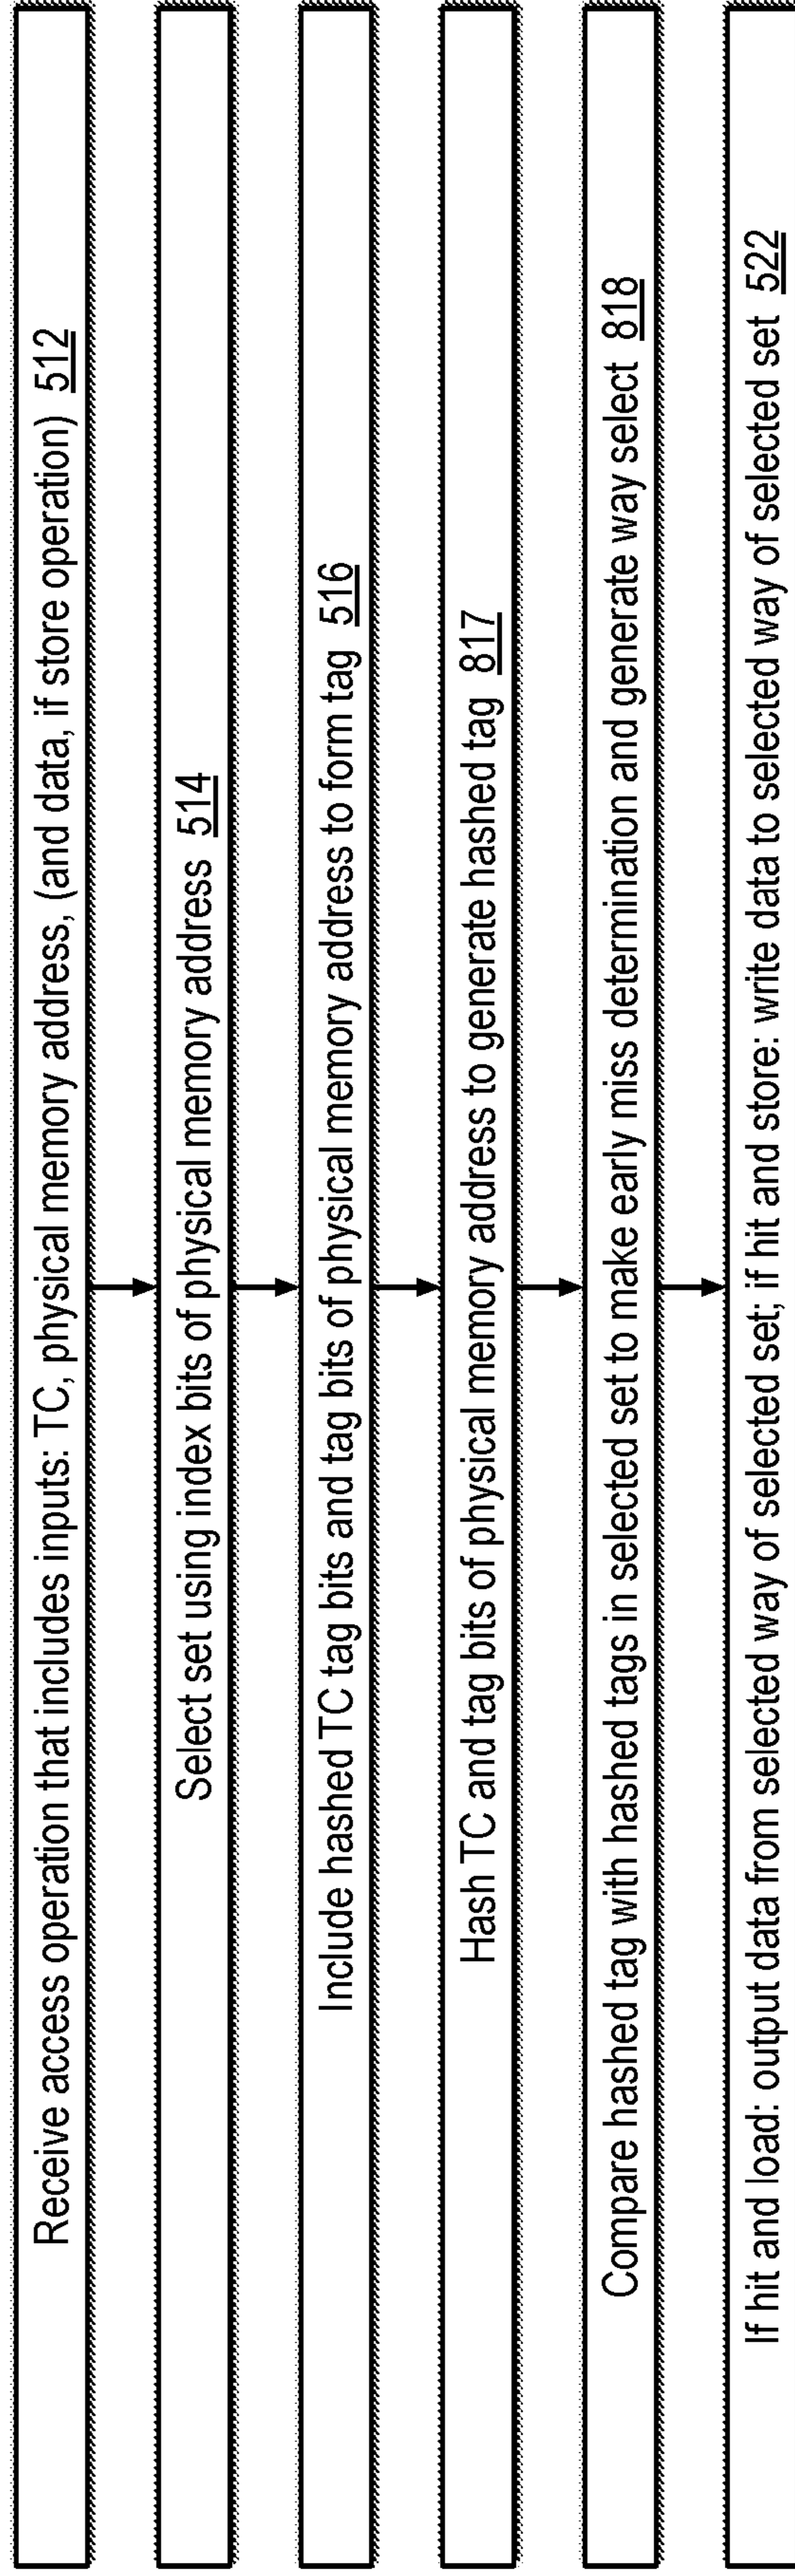 Receive access operation that includes inputs: TC, physical memory address, (and data, if store operation) 512
Select set using index bits of physical memory address 514
Include hashed TC tag bits and tag bits of physical memory address to form tag 516
Hash TC and tag bits of physical memory address to generate hashed tag 817
Compare hashed tag with hashed tags in selected set to make early miss determination and generate way select 818
If hit and load: output data from selected way of selected set; if hit and store: write data to selected way of selected set 522